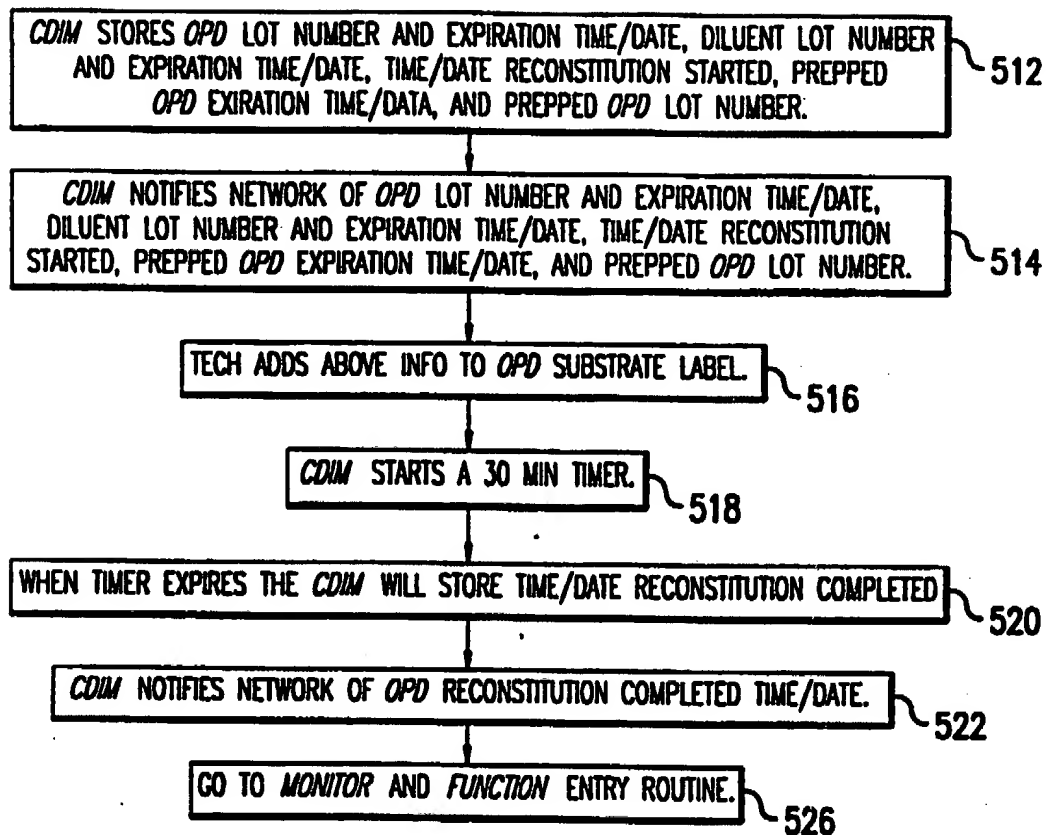 CDIM STORES OPD LOT NUMBER AND EXPIRATION TIME/DATE, DILUENT LOT NUMBER
AND EXPIRATION TIME/DATE, TIME/DATE RECONSTITUTION STARTED, PREPPED
OPD EXIRATION TIME/DATA, AND PREPPED OPD LOT NUMBER.
512
CDIM NOTIFIES NETWORK OF OPD LOT NUMBER AND EXPIRATION TIME/DATE,
DILUENT LOT NUMBER AND EXPIRATION TIME/DATE, TIME/DATE RECONSTITUTION
STARTED, PREPPED OPD EXPIRATION TIME/DATE, AND PREPPED OPD LOT NUMBER.
514
TECH ADDS ABOVE INFO TO OPD SUBSTRATE LABEL.
516
CDIM STARTS A 30 MIN TIMER.
518
WHEN TIMER EXPIRES THE CDIM WILL STORE TIME/DATE RECONSTITUTION COMPLETED
520
CDIM NOTIFIES NETWORK OF OPD RECONSTITUTION COMPLETED TIME/DATE.
522
GO TO MONITOR AND FUNCTION ENTRY ROUTINE.
526